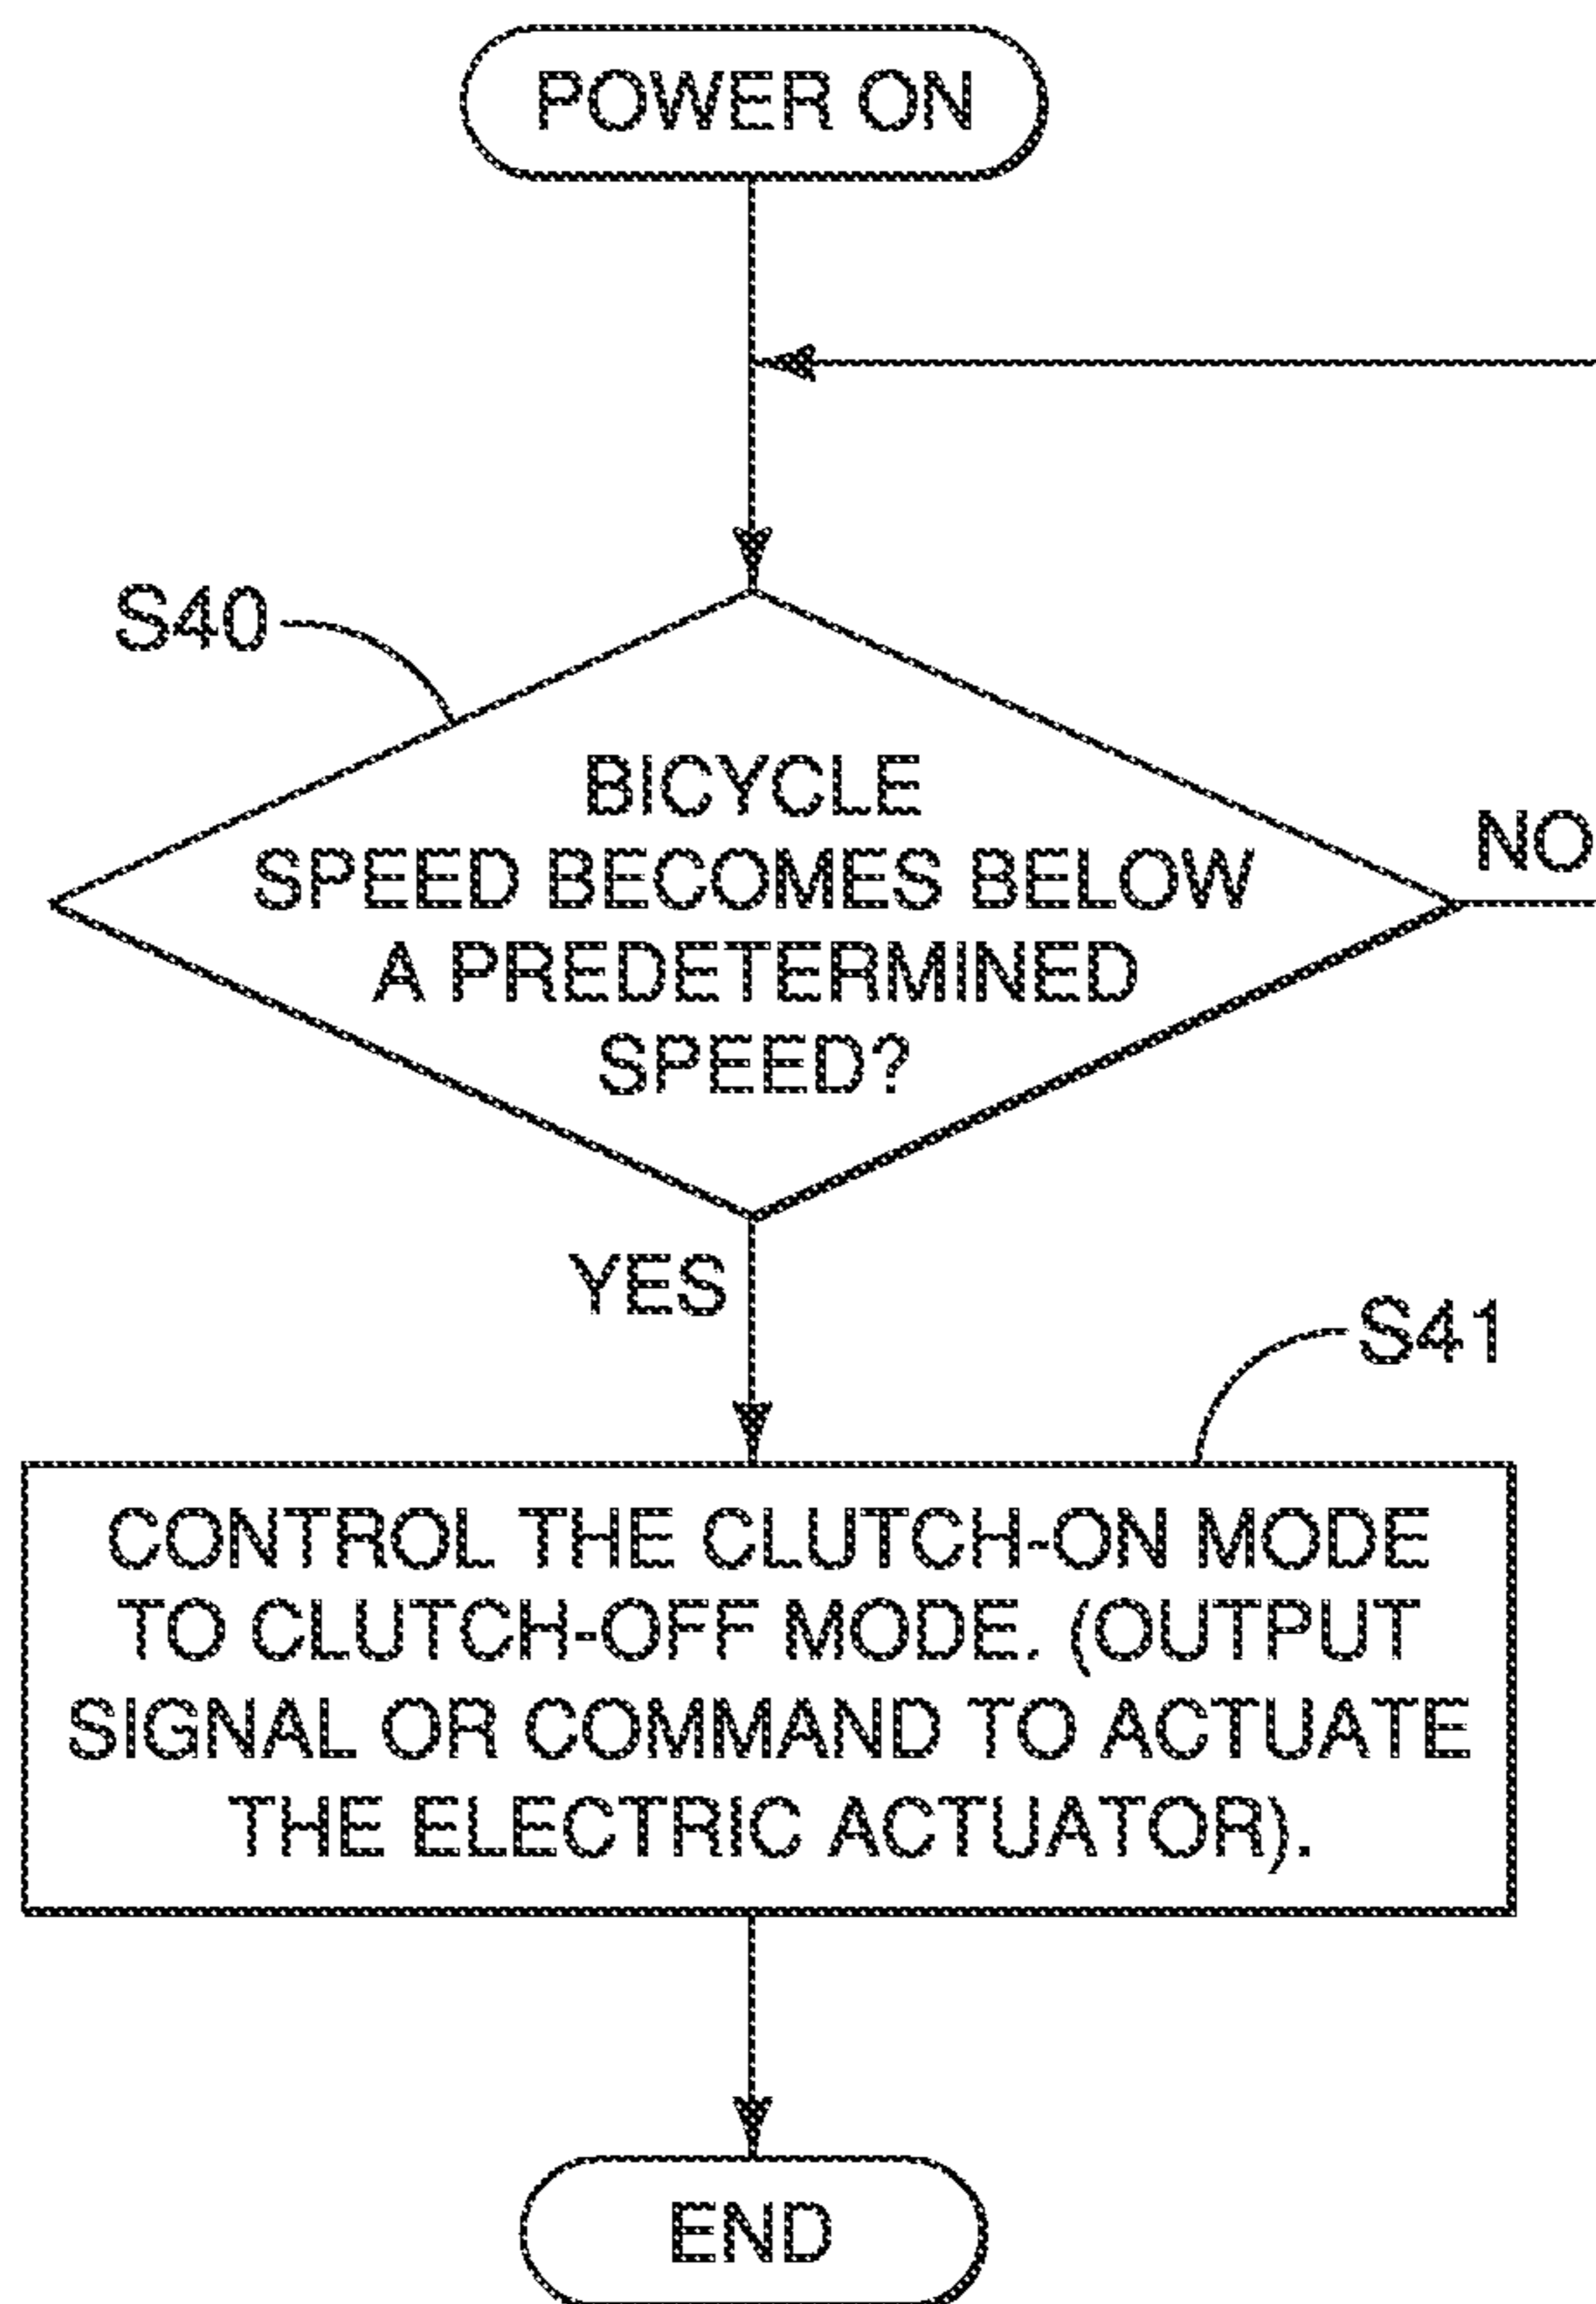 POWER ON
S40
BICYCLE
SPEED BECOMES BELOW
A PREDETERMINED
SPEED?
NO
YES
S41
CONTROL THE CLUTCH-ON MODE
TO CLUTCH-OFF MODE. (OUTPUT
SIGNAL OR COMMAND TO ACTUATE
THE ELECTRIC ACTUATOR).
END